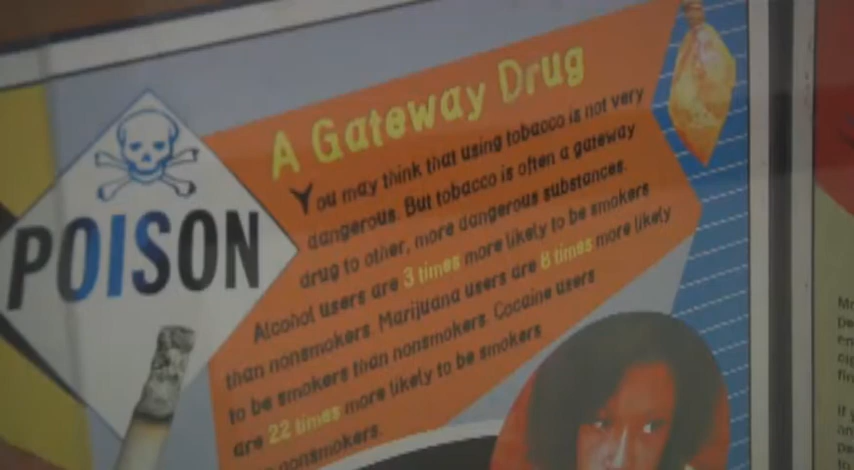 A Gateway Drug
You may think that using tobacco is not very
dangerous. But tobacco is often a gateway
drug to other, more dangerous substances.
Alcohol users are 3 times more likely to be smokers
than nonsmokers. Marijuana users are 8 times more likely
to be smokers than nonsmokers. Cocaine users
are 22 times more likely to be smokers
nonsmokers.
POISON